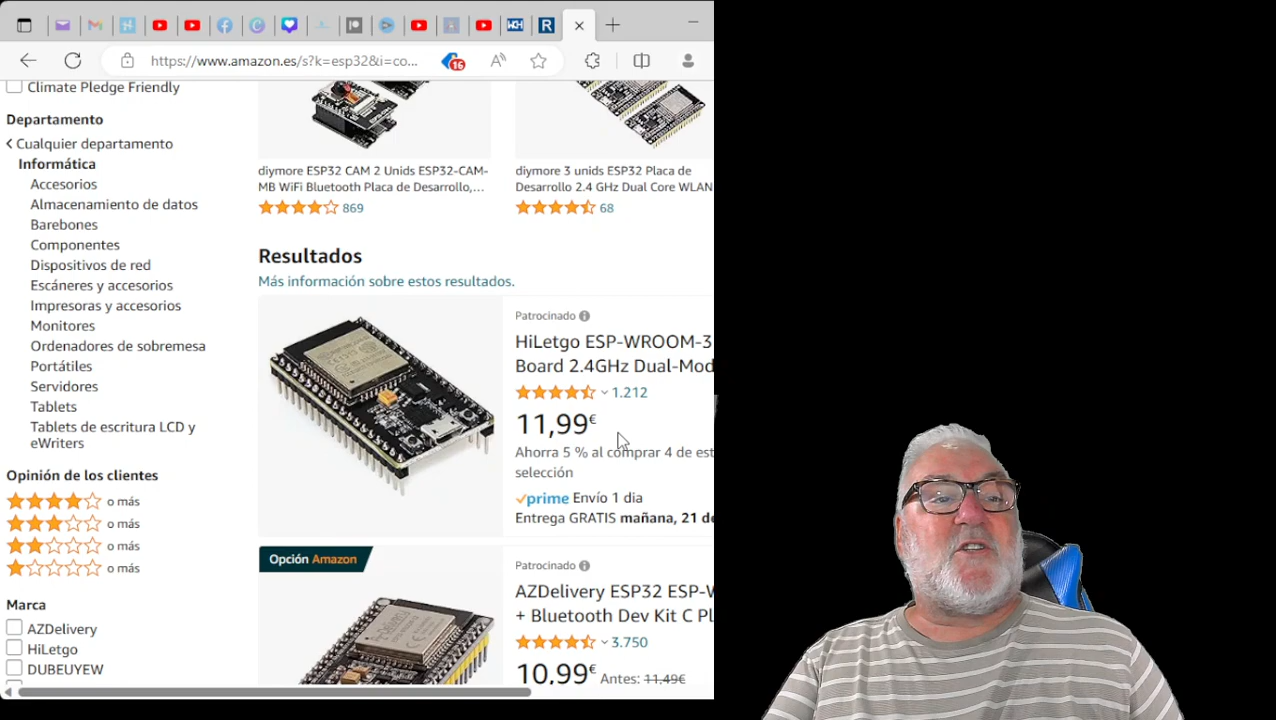 https://www.amazon.es/s?k=esp32&i=co...
16
WCH
R
Climate Pledge Friendly
Departamento
Cualquier departamento
Informática
Accesorios
Almacenamiento de datos
Barebones
Componentes
Dispositivos de red
Escáneres y accesorios
Impresoras y accesorios
Monitores
Ordenadores de sobremesa
Portátiles
Servidores
Tablets
Tablets de escritura LCD y
eWriters
Opinión de los clientes
o más
o más
o más
o más
Marca
AZDelivery
HiLetgo
DUBEUYEW
diymore ESP32 CAM 2 Unids ESP32-CAM-
MB WiFi Bluetooth Placa de Desarrollo,...
869
diymore 3 unids ESP32 Placa de
Desarrollo 2.4 GHz Dual Core WLAN
68
Resultados
Más información sobre estos resultados.
Patrocinado
HiLetgo ESP-WROOM-3
Board 2.4GHz Dual-Mod
1.212
11,99€
Ahorra 5 % al comprar 4 de est
selección
prime Envío 1 día
Entrega GRATIS mañana, 21 de
Opción Amazon
Patrocinado
AZDelivery ESP32 ESP-W
+ Bluetooth Dev Kit C Pl
3.750
10,99€ Antes: 11,49€